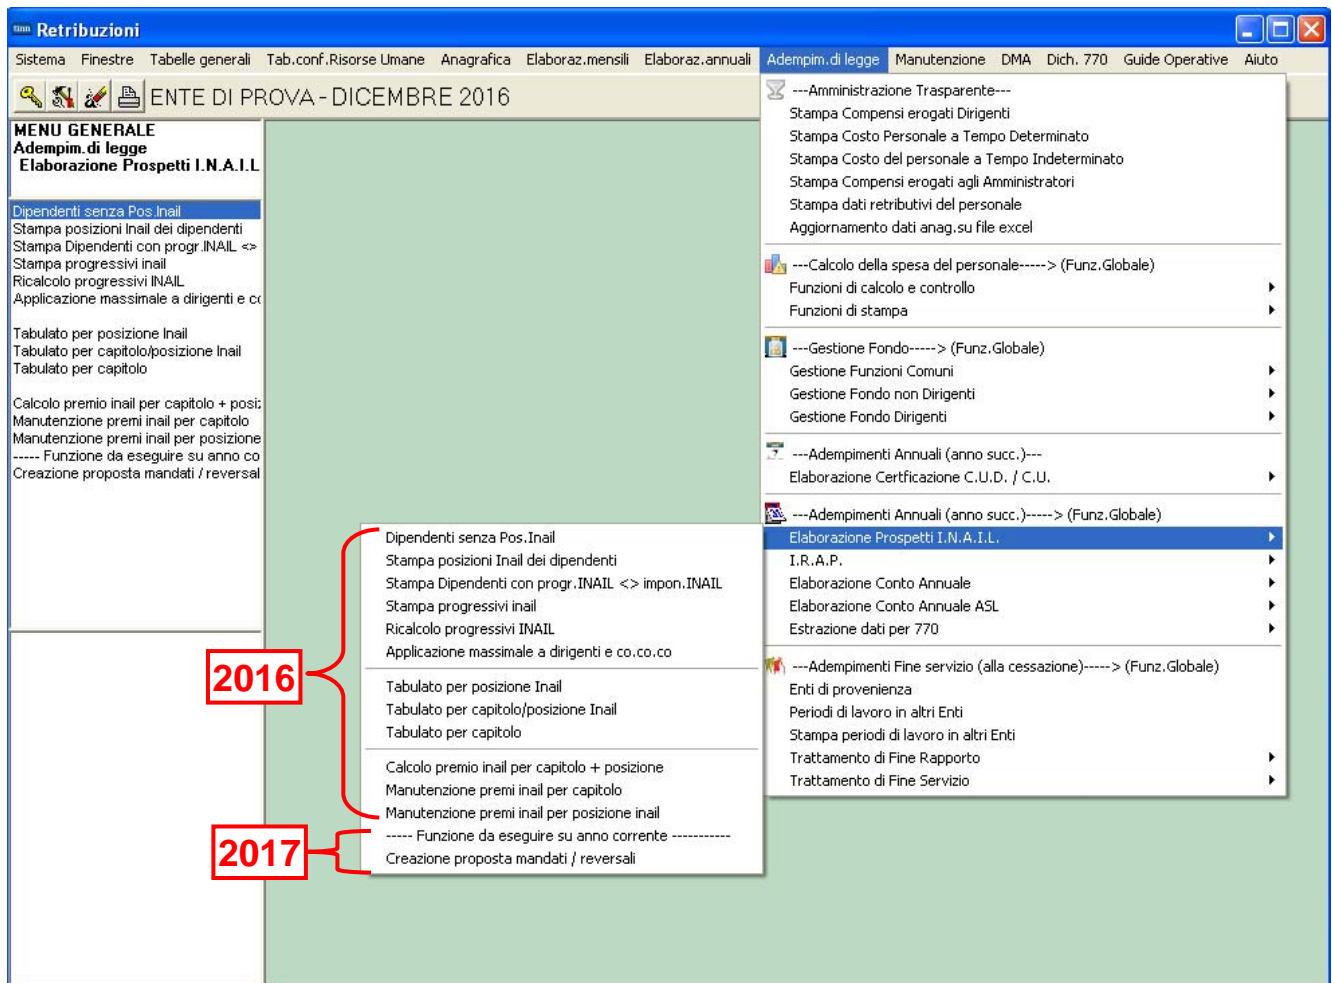 tinn Retribuzioni
Sistema Finestre Tabelle generali Tab.conf.Risorse Umane Anagrafica Elaboraz.mensili Elaboraz.annuali Adempim.di legge Manutenzione DMA Dich. 770 Guide Operative Aiuto
ENTE DI PROVA - DICEMBRE 2016
MENU GENERALE
Adempim.di legge
Elaborazione Prospetti I.N.A.I.L
Dipendenti senza Pos.Inail
Stampa posizioni Inail dei dipendenti
Stampa Dipendenti con progr.INAIL <>
Stampa progressivi inail
Ricalcolo progressivi INAIL
Applicazione massimale a dirigenti e co
Tabulato per posizione Inail
Tabulato per capitolo/posizione Inail
Tabulato per capitolo
Calcolo premio inail per capitolo + posiz
Manutenzione premi inail per capitolo
Manutenzione premi inail per posizione
----- Funzione da eseguire su anno co
Creazione proposta mandati / reversal
---Amministrazione Trasparente---
Stampa Compensi erogati Dirigenti
Stampa Costo Personale a Tempo Determinato
Stampa Costo del personale a Tempo Indeterminato
Stampa Compensi erogati agli Amministratori
Stampa dati retributivi del personale
Aggiornamento dati anag.su file excel
---Calcolo della spesa del personale-----> (Funz.Globale)
Funzioni di calcolo e controllo
Funzioni di stampa
---Gestione Fondo-----> (Funz.Globale)
Gestione Funzioni Comuni
Gestione Fondo non Dirigenti
Gestione Fondo Dirigenti
---Adempimenti Annuali (anno succ.)---
Elaborazione Certficazione C.U.D. / C.U.
---Adempimenti Annuali (anno succ.)-----> (Funz.Globale)
Elaborazione Prospetti I.N.A.I.L.
I.R.A.P.
Elaborazione Conto Annuale
Elaborazione Conto Annuale ASL
Estrazione dati per 770
---Adempimenti Fine servizio (alla cessazione)-----> (Funz.Globale)
Enti di provenienza
Periodi di lavoro in altri Enti
Stampa periodi di lavoro in altri Enti
Trattamento di Fine Rapporto
Trattamento di Fine Servizio
Dipendenti senza Pos.Inail
Stampa posizioni Inail dei dipendenti
Stampa Dipendenti con progr.INAIL <> impon.INAIL
Stampa progressivi inail
Ricalcolo progressivi INAIL
Applicazione massimale a dirigenti e co.co.co
Tabulato per posizione Inail
Tabulato per capitolo/posizione Inail
Tabulato per capitolo
Calcolo premio inail per capitolo + posizione
Manutenzione premi inail per capitolo
Manutenzione premi inail per posizione inail
----- Funzione da eseguire su anno corrente -----------
Creazione proposta mandati / reversali
2016
2017